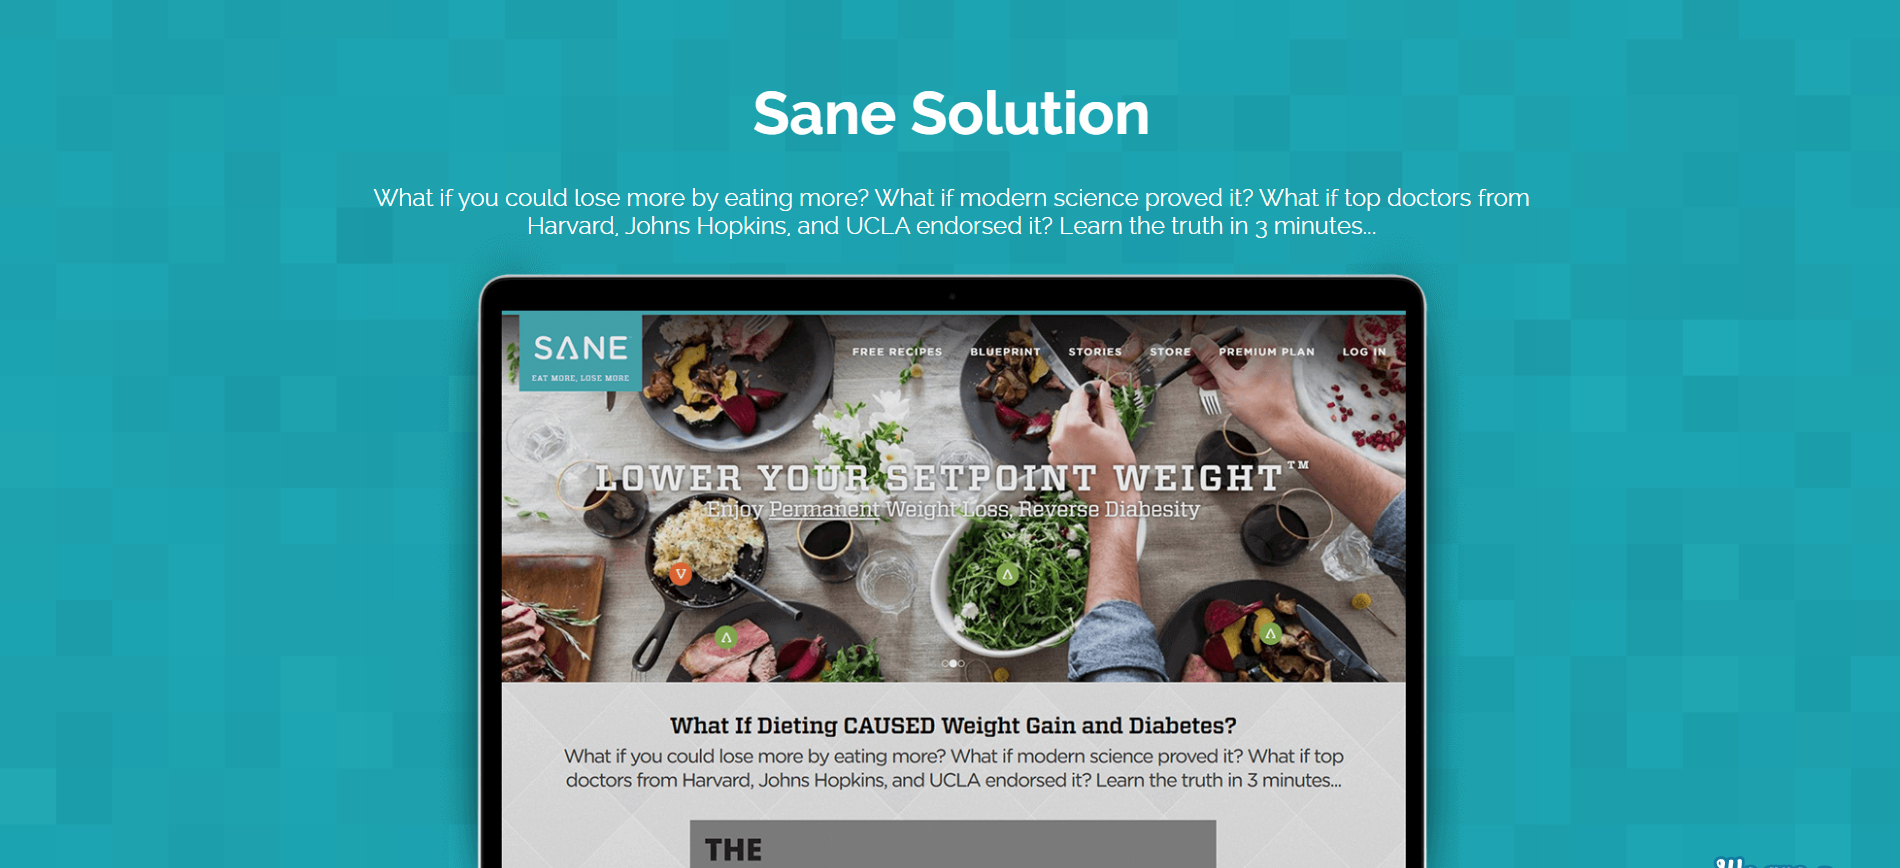 Sane Solution
What if you could lose more by eating more? What if modern science proved it? What if top doctors from
Harvard, Johns Hopkins, and UCLA endorsed it? Learn the truth in 3 minutes...
SANE
EAT MORE, LOSE MORE
FREE RECIPES BLUEPRINT STORIES STORE PREMIUM PLAN LOG IN
LOWER YOUR SETPOINT WEIGHT™
Enjoy Permanent Weight Loss, Reverse Diabesity
What If Dieting CAUSED Weight Gain and Diabetes?
What if you could lose more by eating more? What if modern science proved it? What if top
doctors from Harvard, Johns Hopkins, and UCLA endorsed it? Learn the truth in 3 minutes...
THE